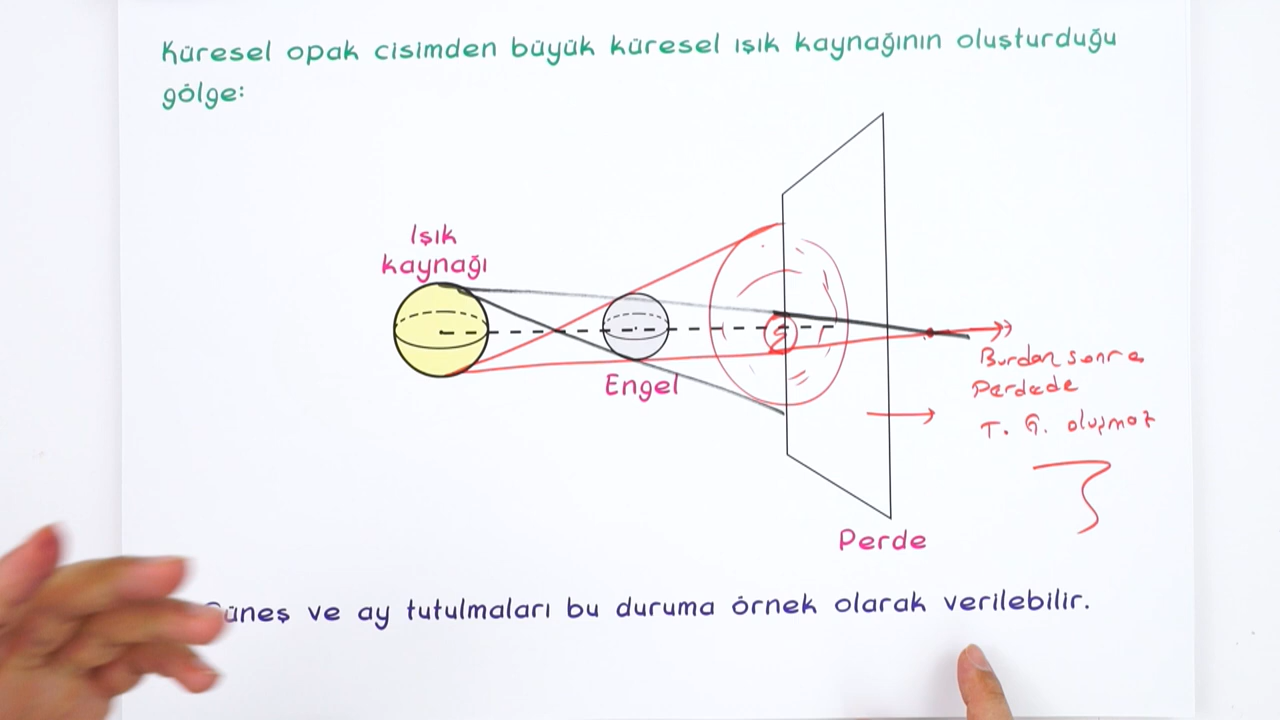 Küresel opak cisimden büyük küresel ışık kaynağının oluşturduğu
gölge:
Işık
kaynağı
Engel
Burdan sonra
Perdede
T. G. oluşmaz
Perde
Güneş ve ay tutulmaları bu duruma örnek olarak verilebilir.